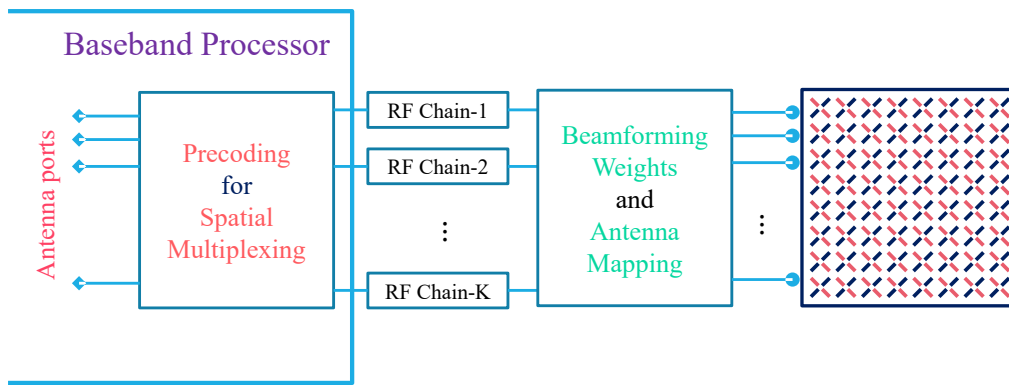 Baseband Processor
Antenna ports
Precoding
for
Spatial
Multiplexing
RF Chain-1
RF Chain-2
⋮
RF Chain-K
Beamforming
Weights
and
Antenna
Mapping
⋮